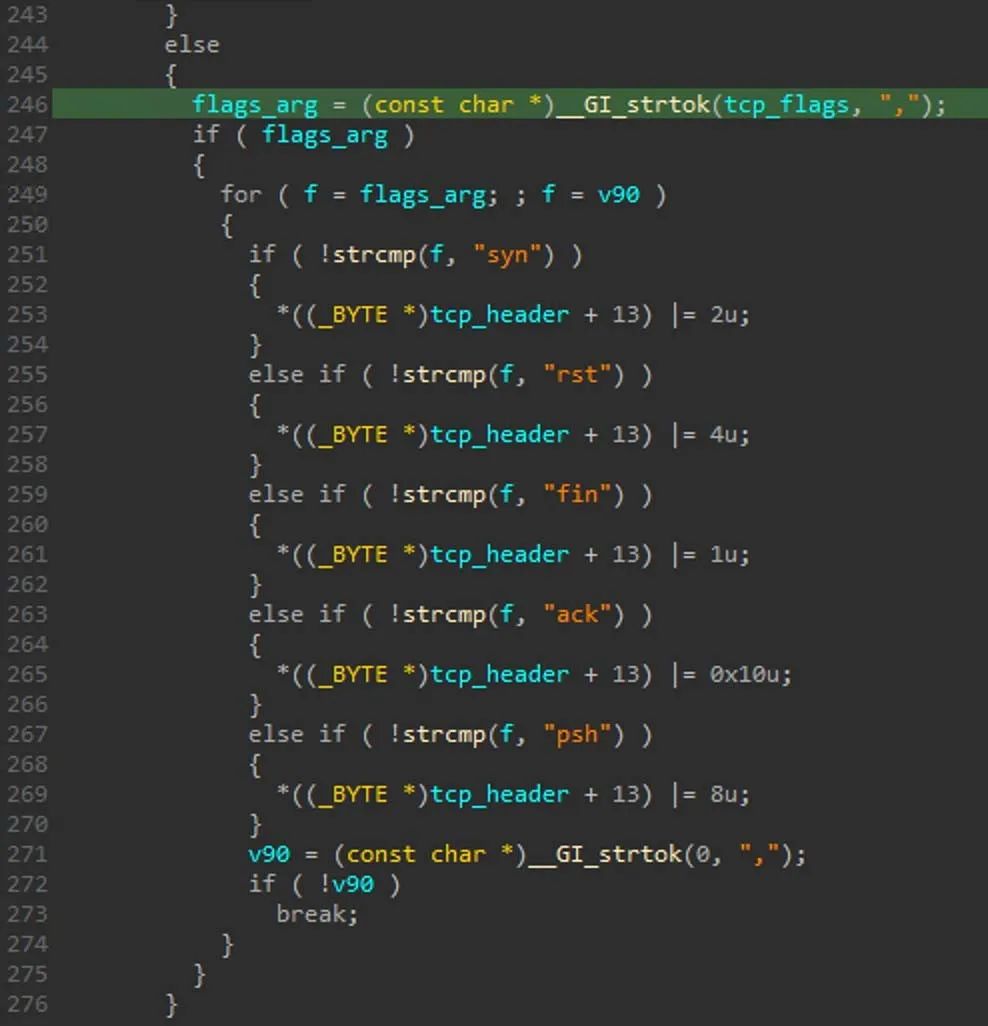 243 }
244 else
245 {
246 flags_arg = (const char *)__GI_strtok(tcp_flags, ",");
247 if ( flags_arg )
248 {
249 for ( f = flags_arg; ; f = v90 )
250 {
251 if ( !strcmp(f, "syn") )
252 {
253 *((_BYTE *)tcp_header + 13) |= 2u;
254 }
255 else if ( !strcmp(f, "rst") )
256 {
257 *((_BYTE *)tcp_header + 13) |= 4u;
258 }
259 else if ( !strcmp(f, "fin") )
260 {
261 *((_BYTE *)tcp_header + 13) |= 1u;
262 }
263 else if ( !strcmp(f, "ack") )
264 {
265 *((_BYTE *)tcp_header + 13) |= 0x10u;
266 }
267 else if ( !strcmp(f, "psh") )
268 {
269 *((_BYTE *)tcp_header + 13) |= 8u;
270 }
271 v90 = (const char *)__GI_strtok(0, ",");
272 if ( !v90 )
273 break;
274 }
275 }
276 }